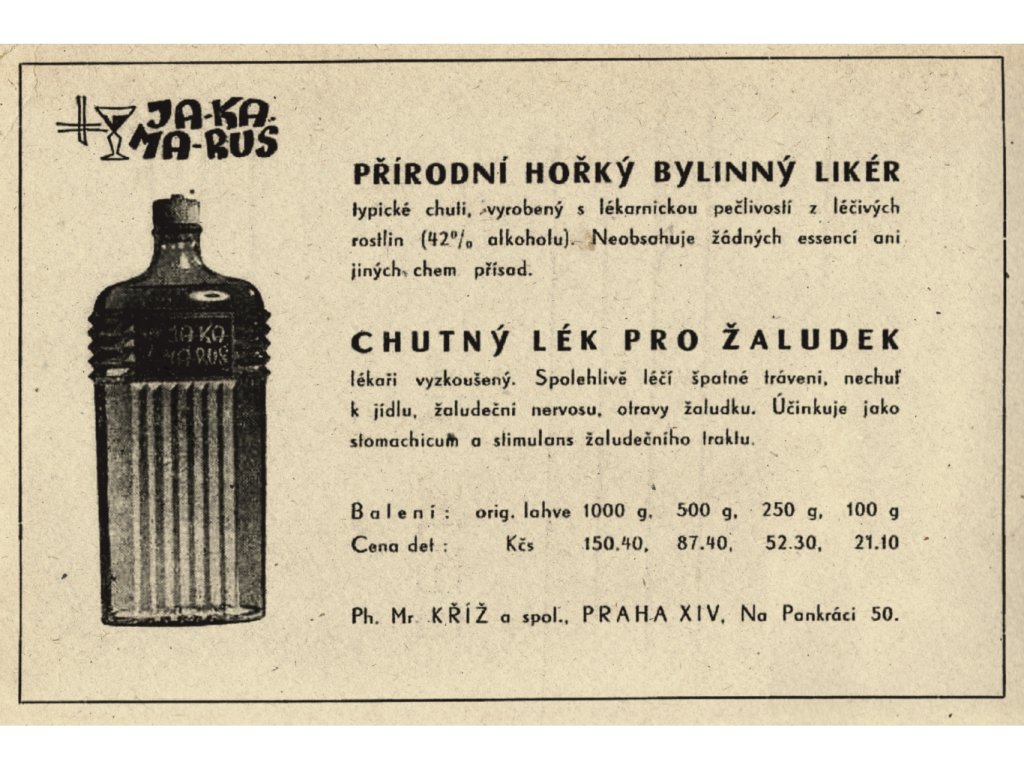 JA-KA-
MA-RUS
PŘÍRODNÍ HOŘKÝ BYLINNÝ LIKÉR
typické chuti, vyrobený s lékarnickou pečlivostí z léčivých
rostlin (42% alkoholu). Neobsahuje žádných essencí ani
jiných chem přísad.
JA-KA
MA-RUS
CHUTNÝ LÉK PRO ŽALUDEK
lékaři vyzkoušený. Spolehlivě léčí špatné trávení, nechuť
k jídlu, žaludeční nervosu, otravy žaludku. Účinkuje jako
stomachicum a stimulans žaludečního traktu.
Balení: orig. lahve 1000 g, 500 g, 250 g, 100 g
Cena det: Kčs 150.40, 87.40, 52.30, 21.10
Ph. Mr. KŘÍŽ a spol., PRAHA XIV, Na Pankráci 50.